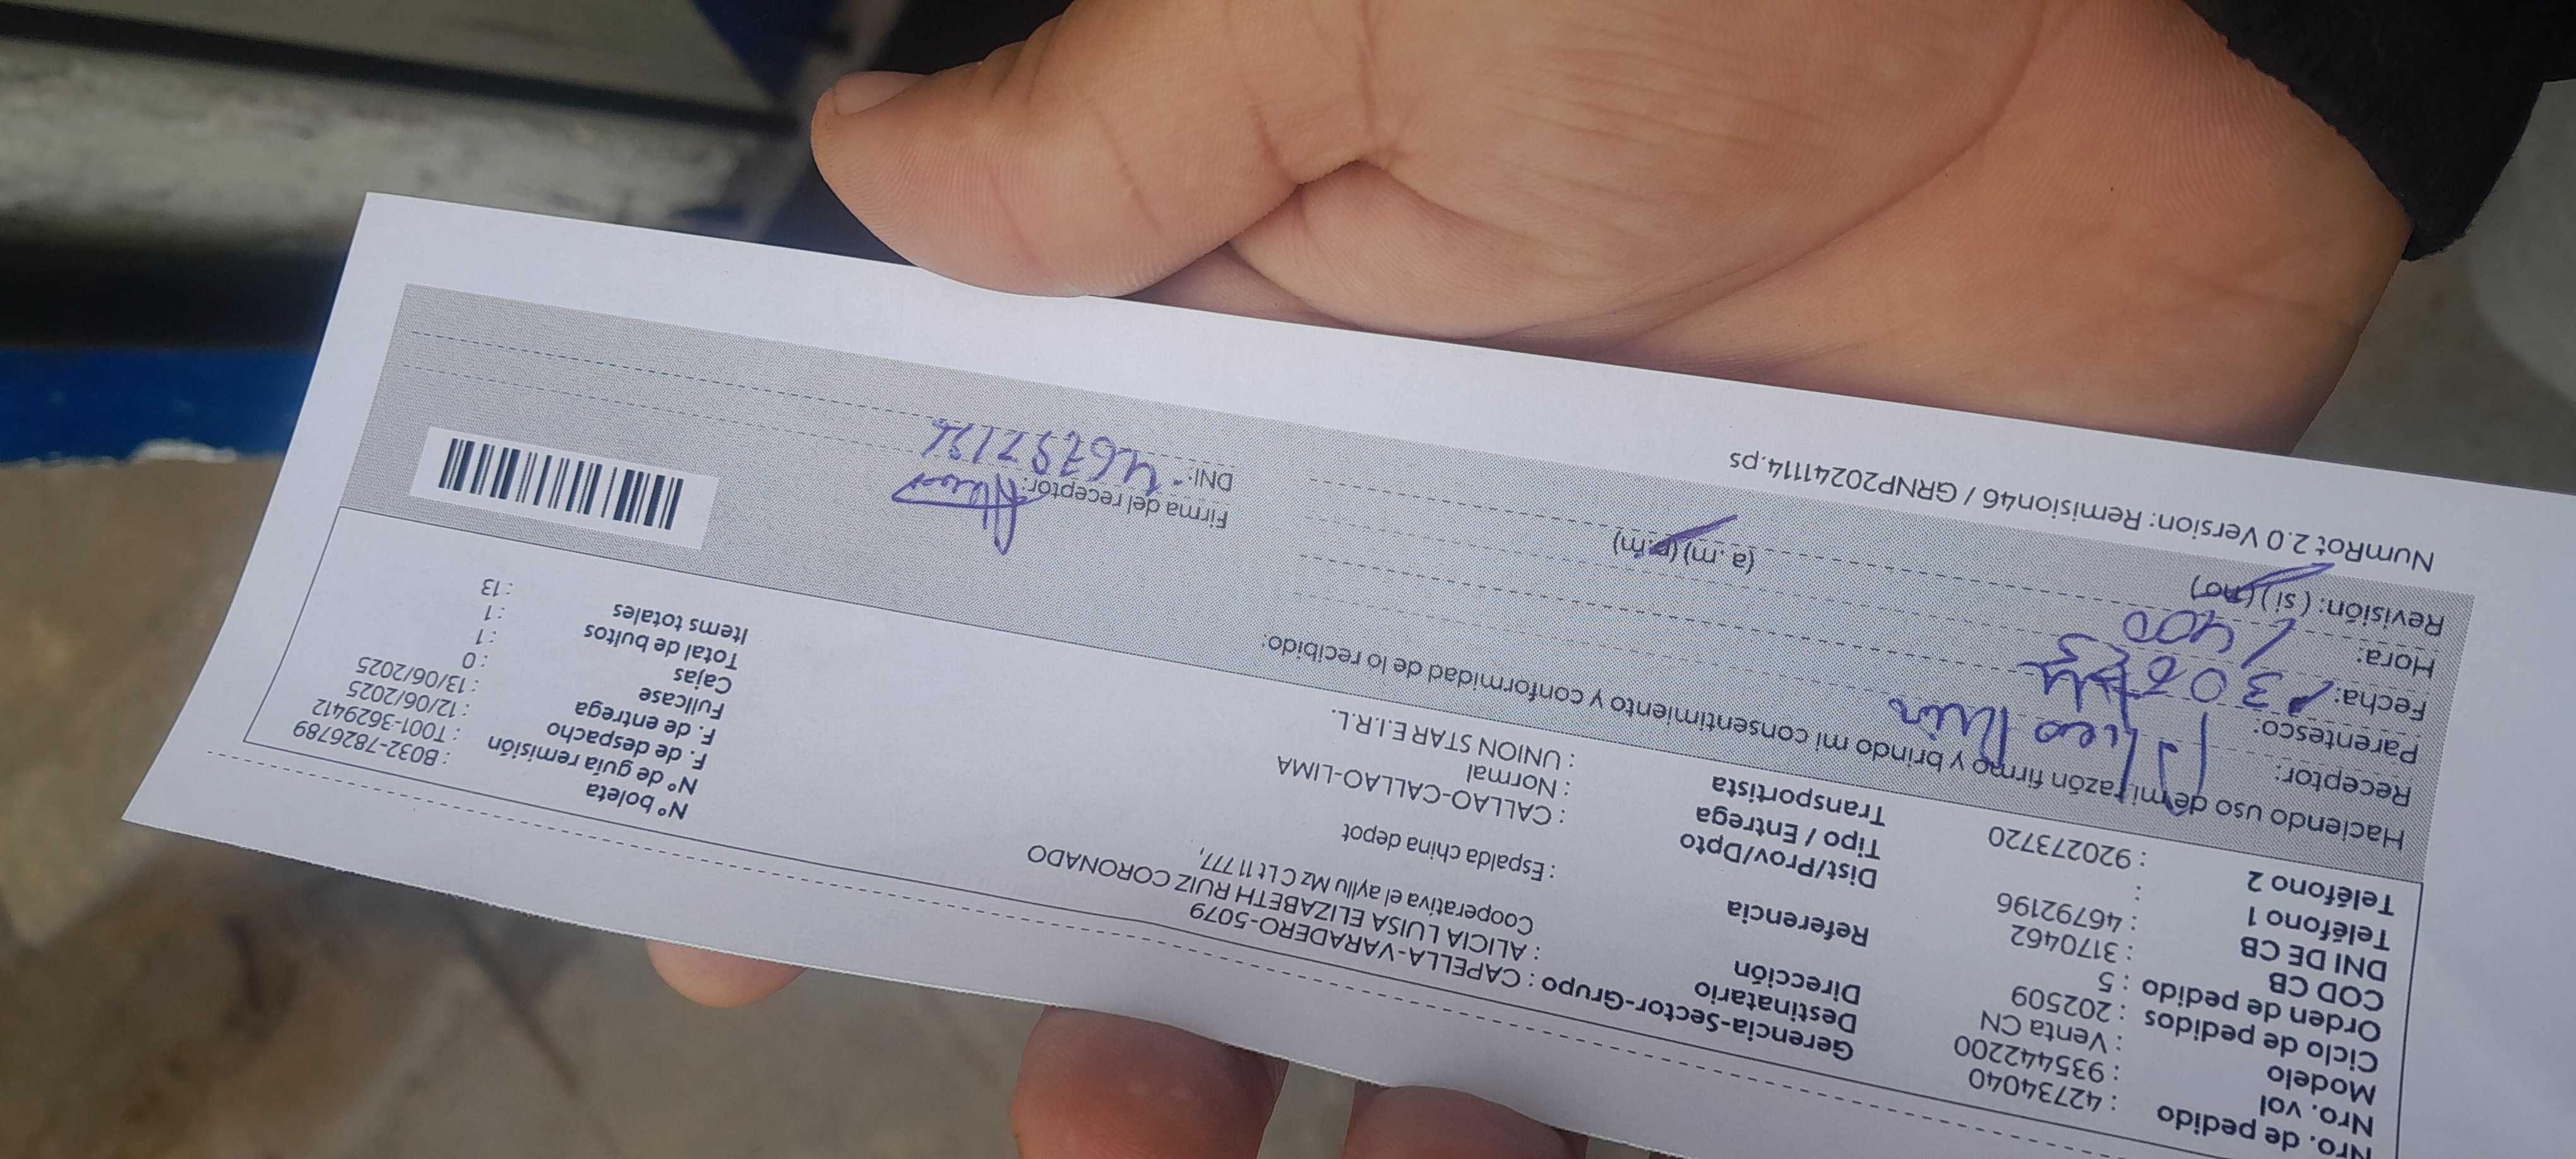 Nro. de pedido : 42734040
Nro. vol : 935442200
Modelo : Venta CN
Ciclo de pedidos : 202509
Orden de pedido : 5
COD CB : 3170462
DNI DE CB : 46792196
Teléfono 1 :
Teléfono 2 : 920273720
Gerencia-Sector-Grupo : CAPELLA-VARADERO-5079
Destinatario : ALICIA LUISA ELIZABETH RUIZ CORONADO
Dirección Cooperativa el ayllu Mz C Lt 11 777,
Referencia : Espalda china depot
Dist/Prov/Dpto : CALLAO-CALLAO-LIMA
Tipo / Entrega : Normal
Transportista : UNION STAR E.I.R.L.
N° boleta : B032-7826789
N° de guía remisión : T001-3629412
F. de despacho : 12/06/2025
F. de entrega : 13/06/2025
Fullcase : 0
Cajas : 1
Total de bultos : 1
Items totales : 13
Haciendo uso de mi razón firmo y brindo mi consentimiento y conformidad de lo recibido:
Receptor:
Parentesco:
Fecha:
Hora: 1400 (a. m) (p.m)
Revisión: (si) (no)
Firma del receptor:
DNI:
NumRot 2.0 Version: Remision46 / GRNP20241114.ps